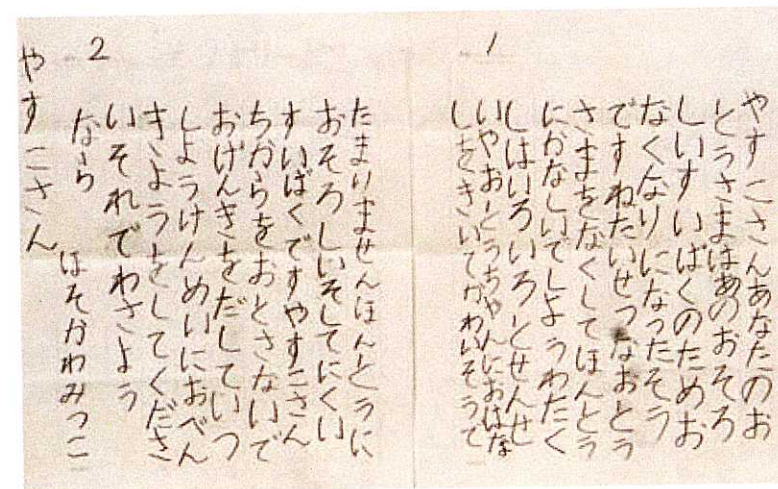 1
やすこさんあなたのお
とうさまはあのおそろ
しいすいばくのためお
なくなりになったそう
ですねたいせつなおとう
さまをなくしてほんとう
にかなしいでしようわたく
しはいろいろとせんせ
いやおとうちやんにおはな
しをきいてかわいそうで
2
たまりませんほんとうに
おそろしいそしてにくい
すいばくですやすこさん
ちからをおとさないで
おげんきをだしていつ
しようけんめいにおべん
きようをしてくださ
いそれでわさよう
なら
ほそかわみつこ
やすこさん